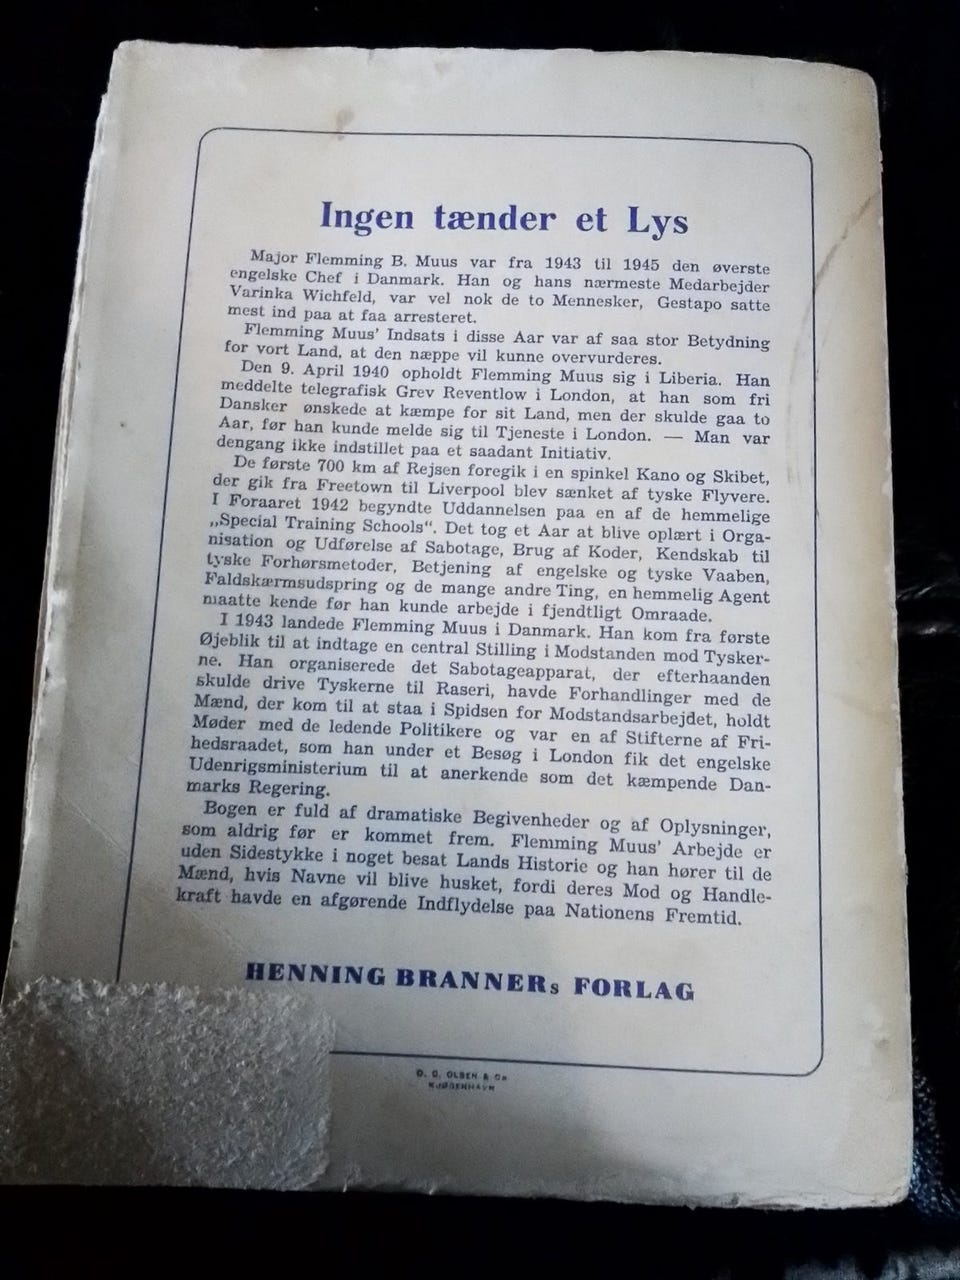 Ingen tænder et Lys
Major Flemming B. Muus var fra 1943 til 1945 den øverste
engelske Chef i Danmark. Han og hans nærmeste Medarbejder
Varinka Wichfeld, var vel nok de to Mennesker, Gestapo satte
mest ind paa at faa arresteret.
Flemming Muus' Indsats i disse Aar var af saa stor Betydning
for vort Land, at den næppe vil kunne overvurderes.
Den 9. April 1940 opholdt Flemming Muus sig i Liberia. Han
meddelte telegrafisk Grev Reventlow i London, at han som fri
Dansker ønskede at kæmpe for sit Land, men der skulde gaa to
Aar, før han kunde melde sig til Tjeneste i London. — Man var
dengang ikke indstillet paa et saadant Initiativ.
De første 700 km af Rejsen foregik i en spinkel Kano og Skibet,
der gik fra Freetown til Liverpool blev sænket af tyske Flyvere.
I Foraaret 1942 begyndte Uddannelsen paa en af de hemmelige
„Special Training Schools“. Det tog et Aar at blive oplært i Orga-
nisation og Udførelse af Sabotage, Brug af Koder, Kendskab til
tyske Forhørsmetoder, Betjening af engelske og tyske Vaaben,
Faldskærmsudspring og de mange andre Ting, en hemmelig Agent
maatte kende før han kunde arbejde i fjendtligt Omraade.
I 1943 landede Flemming Muus i Danmark. Han kom fra første
Øjeblik til at indtage en central Stilling i Modstanden mod Tysker-
ne. Han organiserede det Sabotageapparat, der efterhaanden
skulde drive Tyskerne til Raseri, havde Forhandlinger med de
Mænd, der kom til at staa i Spidsen for Modstandsarbejdet, holdt
Møder med de ledende Politikere og var en af Stifterne af Fri-
hedsraadet, som han under et Besøg i London fik det engelske
Udenrigsministerium til at anerkende som det kæmpende Dan-
marks Regering.
Bogen er fuld af dramatiske Begivenheder og af Oplysninger,
som aldrig før er kommet frem. Flemming Muus' Arbejde er
uden Sidestykke i noget besat Lands Historie og han hører til de
Mænd, hvis Navne vil blive husket, fordi deres Mod og Handle-
kraft havde en afgørende Indflydelse paa Nationens Fremtid.
HENNING BRANNERs FORLAG
O. C. OLSEN & Co
KJØBENHAVN